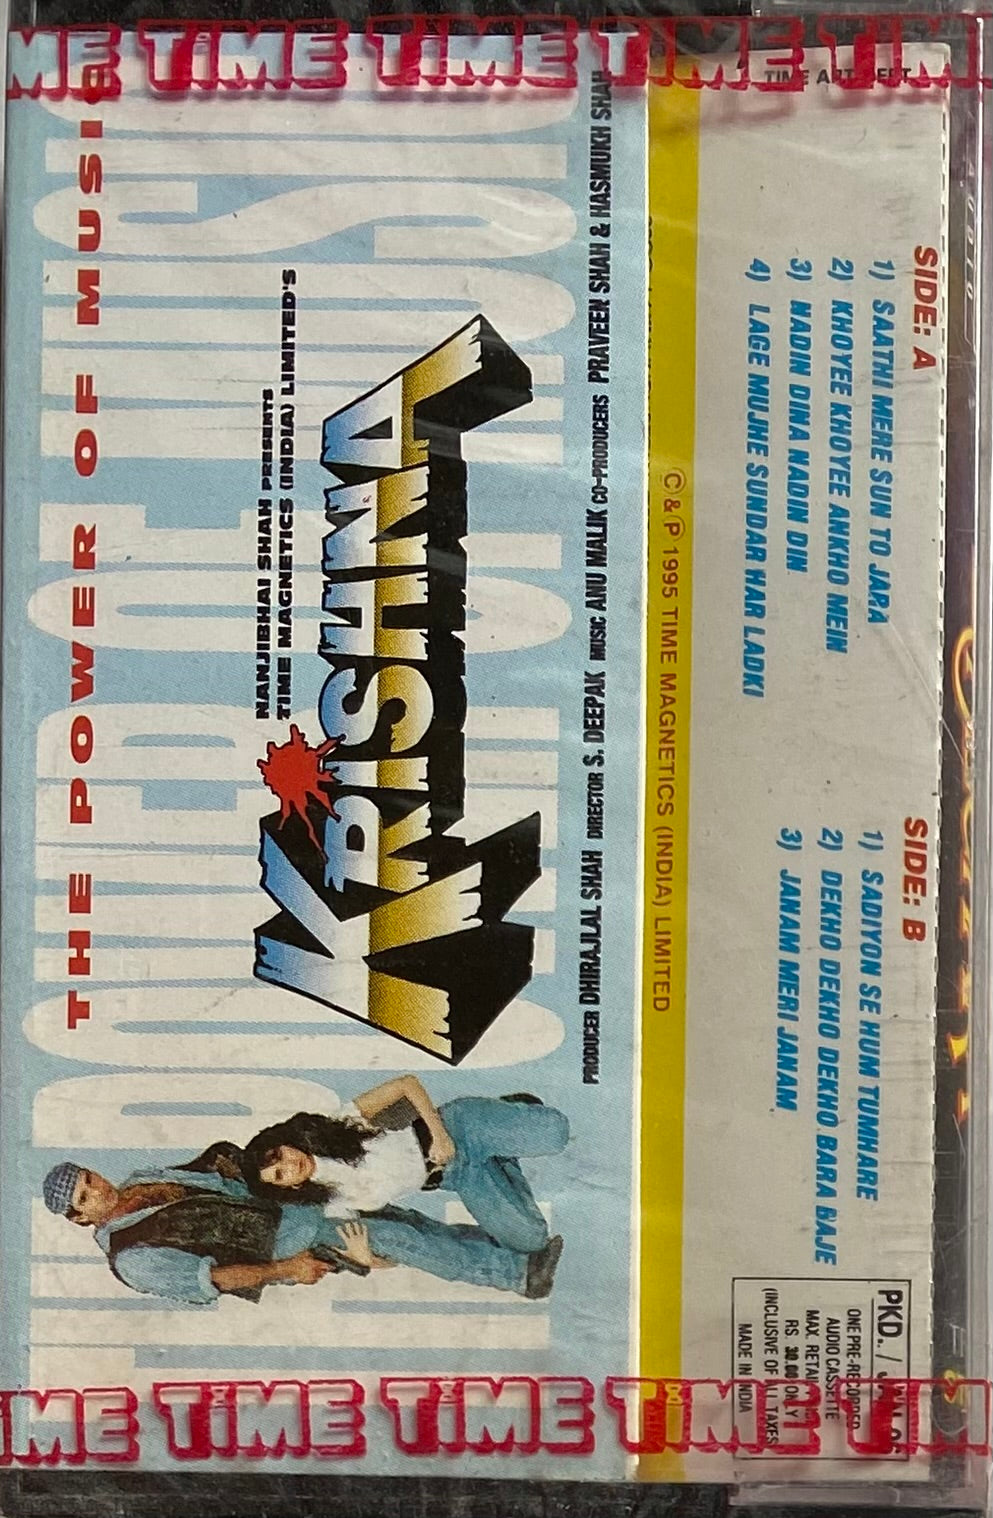 TiME TiME TiME TiME
TIME ART DEPT.
THE POWER OF MUSIC
NANJIBHAI SHAH PRESENTS
TIME MAGNETICS (INDIA) LIMITED'S
KRISHNA
PRODUCER DHIRAJLAL SHAH DIRECTOR S. DEEPAK MUSIC ANU MALIK CO-PRODUCERS PRAVEEN SHAH & HASMUKH SHAH
© & ℗ 1995 TIME MAGNETICS (INDIA) LIMITED
SIDE: A
1) SAATHI MERE SUN TO JARA
2) KHOYEE KHOYEE ANKHO MEIN
3) NADIN DINA NADIN DIN
4) LAGE MUJHE SUNDAR HAR LADKI
SIDE: B
1) SADIYON SE HUM TUMHARE
2) DEKHO DEKHO DEKHO BARA BAJE
3) JANAM MERI JANAM
PKD./
ONE PRE-RECORDED
AUDIO CASSETTE
MAX. RETAIL
RS. 30.00 ONLY
(INCLUSIVE OF ALL TAXES
MADE IN INDIA
TiME TiME TiME TiME